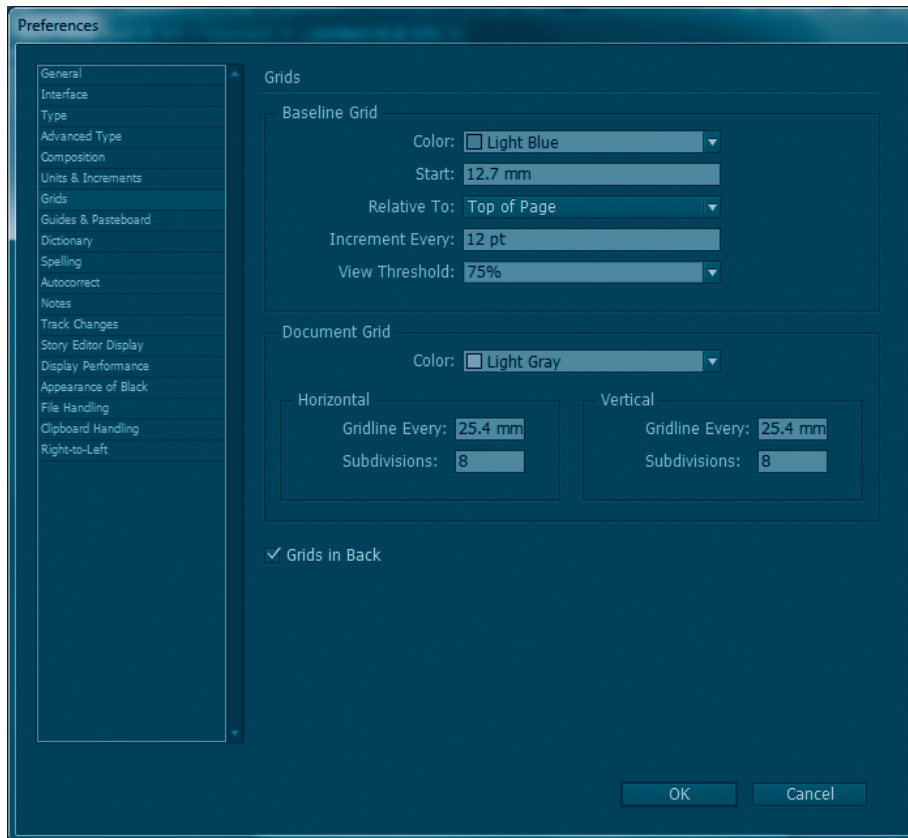 Preferences
General
Interface
Type
Advanced Type
Composition
Units & Increments
Grids
Guides & Pasteboard
Dictionary
Spelling
Autocorrect
Notes
Track Changes
Story Editor Display
Display Performance
Appearance of Black
File Handling
Clipboard Handling
Right-to-Left
Grids
Baseline Grid
Color: Light Blue
Start: 12.7 mm
Relative To: Top of Page
Increment Every: 12 pt
View Threshold: 75%
Document Grid
Color: Light Gray
Horizontal
Gridline Every: 25.4 mm
Subdivisions: 8
Vertical
Gridline Every: 25.4 mm
Subdivisions: 8
Grids in Back
OK Cancel